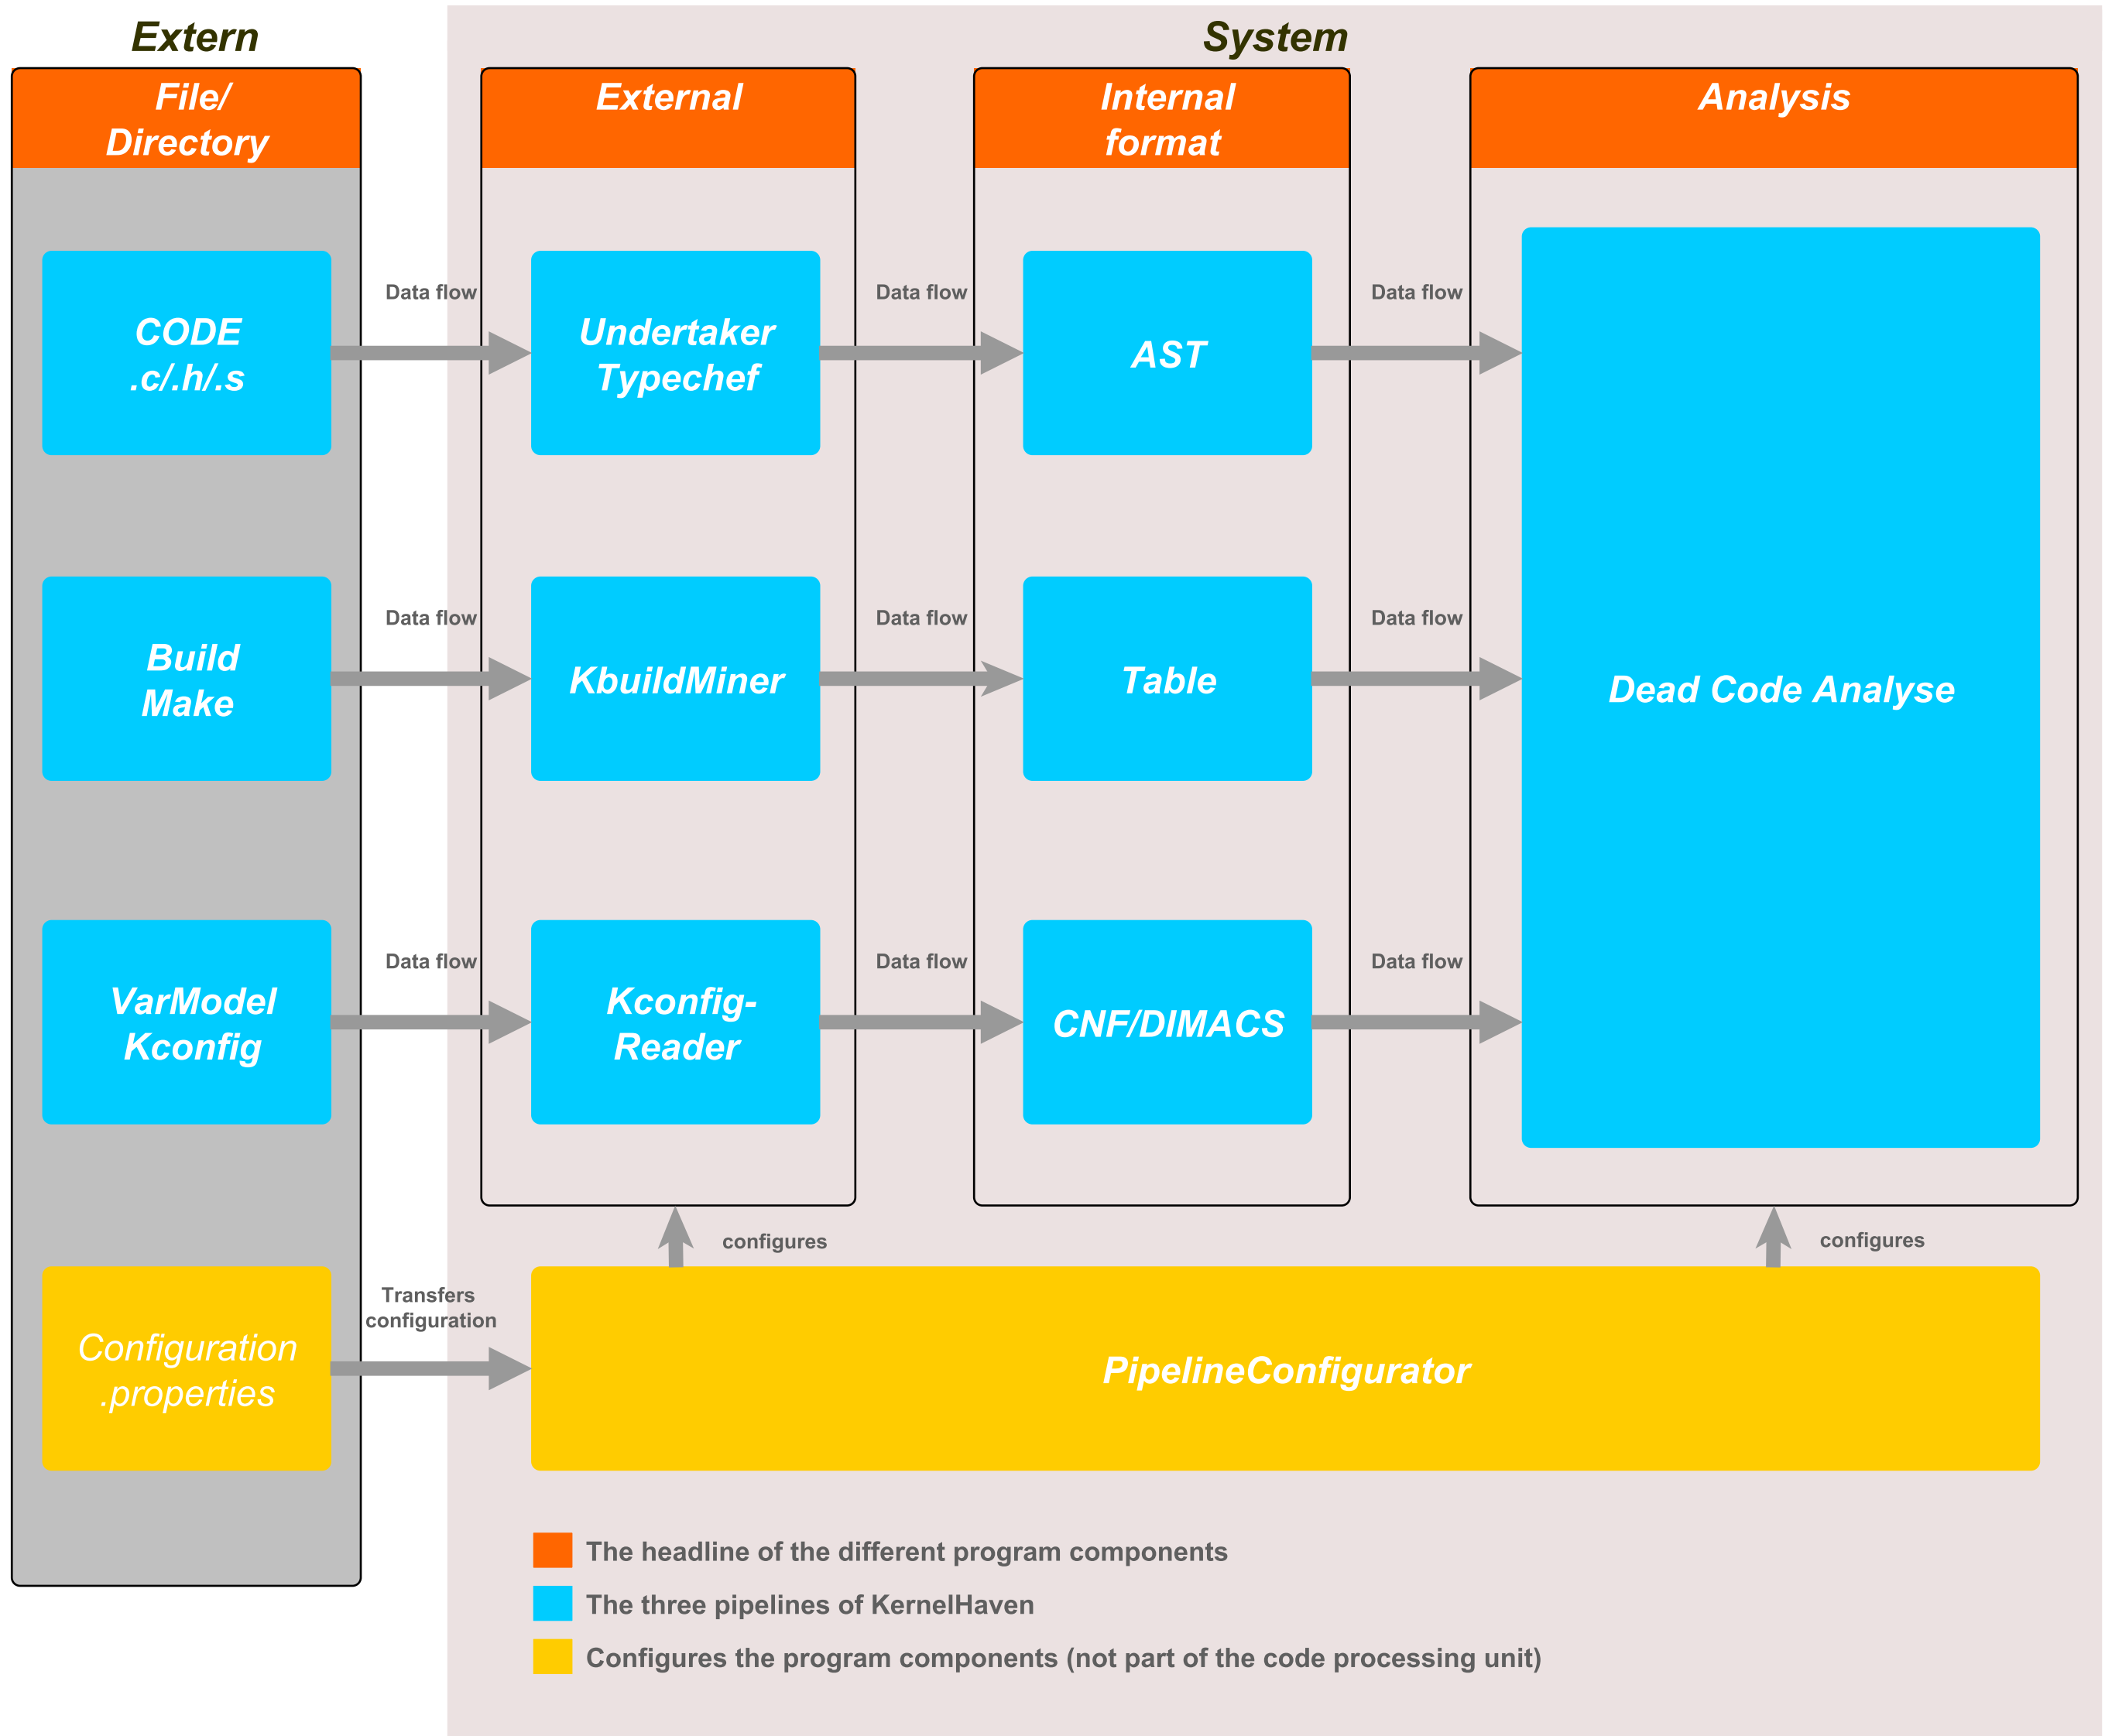 Extern
System
File/
Directory
External
Internal
format
Analysis
CODE
.c/.h/.s
Data flow
Undertaker
Typechef
Data flow
AST
Data flow
Build
Make
Data flow
KbuildMiner
Data flow
Table
Data flow
Dead Code Analyse
VarModel
Kconfig
Data flow
Kconfig-
Reader
Data flow
CNF/DIMACS
Data flow
configures
configures
Configuration
.properties
Transfers
configuration
PipelineConfigurator
The headline of the different program components
The three pipelines of KernelHaven
Configures the program components (not part of the code processing unit)